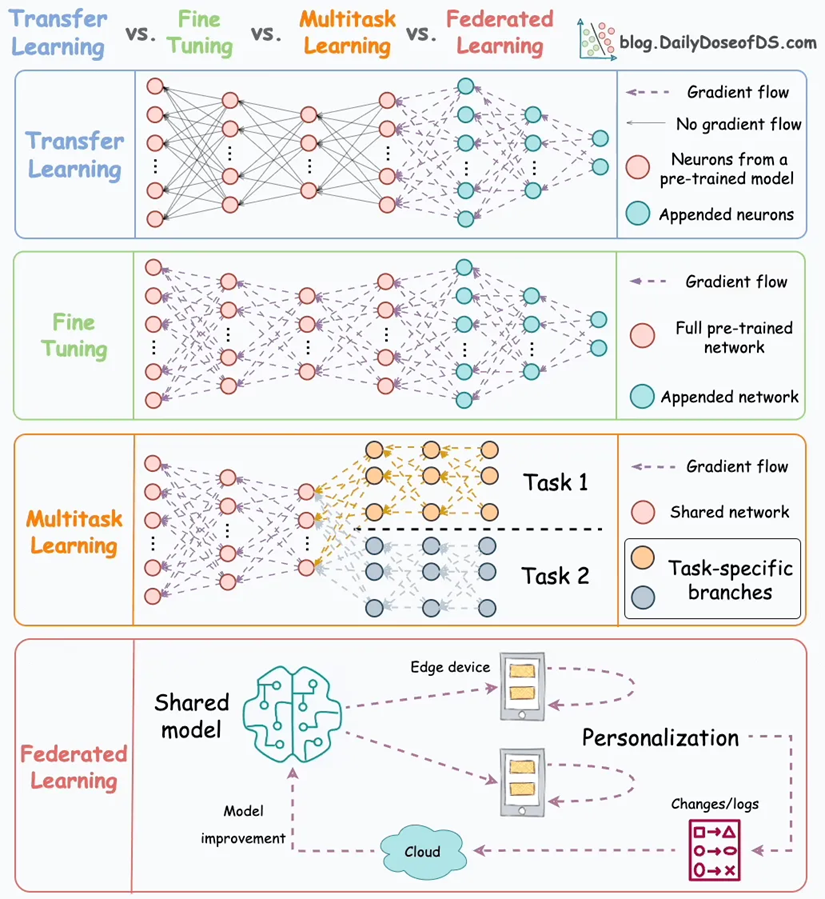 Transfer Learning vs. Fine Tuning vs. Multitask Learning vs. Federated Learning
blog.DailyDoseofDS.com
Transfer
Learning
Gradient flow
No gradient flow
Neurons from a
pre-trained model
Appended neurons
Fine
Tuning
Gradient flow
Full pre-trained
network
Appended network
Multitask
Learning
Task 1
Task 2
Gradient flow
Shared network
Task-specific
branches
Federated
Learning
Shared
model
Edge device
Personalization
Changes/logs
Cloud
Model
improvement